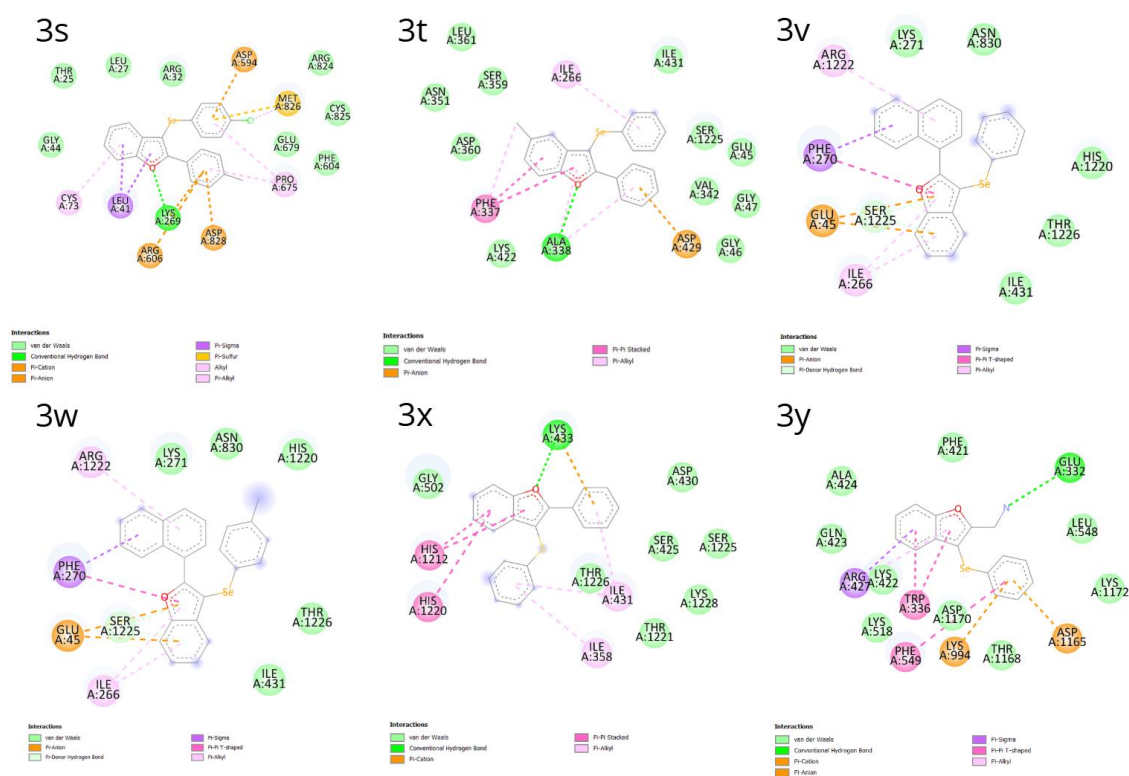 3s
ASP
A:594
THR
A:25
LEU
A:27
ARG
A:32
ARG
A:824
MET
A:826
CYS
A:825
Se
Cl
GLY
A:44
GLU
A:679
PHE
A:604
O
PRO
A:675
CYS
A:73
LEU
A:41
LYS
A:269
ASP
A:828
ARG
A:606
Interactions
van der Waals
Conventional Hydrogen Bond
Pi-Cation
Pi-Anion
Pi-Sigma
Pi-Sulfur
Alkyl
Pi-Alkyl
3t
LEU
A:361
SER
A:359
ILE
A:266
ILE
A:431
ASN
A:351
ASP
A:360
Se
SER
A:1225
GLU
A:45
VAL
A:342
GLY
A:47
O
PHE
A:337
LYS
A:422
ALA
A:338
ASP
A:429
GLY
A:46
Interactions
van der Waals
Conventional Hydrogen Bond
Pi-Anion
Pi-Pi Stacked
Pi-Alkyl
3v
ARG
A:1222
LYS
A:271
ASN
A:830
PHE
A:270
HIS
A:1220
O
Se
GLU
A:45
SER
A:1225
THR
A:1226
ILE
A:266
ILE
A:431
Interactions
van der Waals
Pi-Anion
Pi-Donor Hydrogen Bond
Pi-Sigma
Pi-Pi T-shaped
Pi-Alkyl
3w
ARG
A:1222
LYS
A:271
ASN
A:830
HIS
A:1220
PHE
A:270
O
Se
GLU
A:45
SER
A:1225
THR
A:1226
ILE
A:266
ILE
A:431
Interactions
van der Waals
Pi-Anion
Pi-Donor Hydrogen Bond
Pi-Sigma
Pi-Pi T-shaped
Pi-Alkyl
3x
LYS
A:433
GLY
A:502
ASP
A:430
O
HIS
A:1212
SER
A:425
SER
A:1225
THR
A:1226
HIS
A:1220
ILE
A:431
LYS
A:1228
THR
A:1221
ILE
A:358
Interactions
van der Waals
Conventional Hydrogen Bond
Pi-Cation
Pi-Pi Stacked
Pi-Alkyl
3y
PHE
A:421
GLU
A:332
ALA
A:424
N
O
GLN
A:423
LEU
A:548
Se
ARG
A:427
LYS
A:422
TRP
A:336
LYS
A:1172
LYS
A:518
ASP
A:1170
PHE
A:549
LYS
A:994
THR
A:1168
ASP
A:1165
Interactions
van der Waals
Conventional Hydrogen Bond
Pi-Cation
Pi-Anion
Pi-Sigma
Pi-Pi T-shaped
Pi-Alkyl